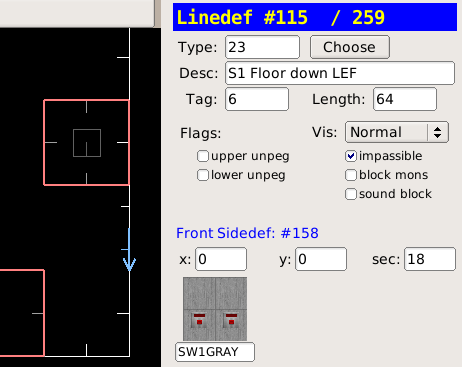 Linedef #115 / 259
Type: 23 Choose
Desc: S1 Floor down LEF
Tag: 6 Length: 64
Flags: Vis: Normal
upper unpeg impassible
lower unpeg block mons
sound block
Front Sidedef: #158
x: 0 y: 0 sec: 18
SW1GRAY